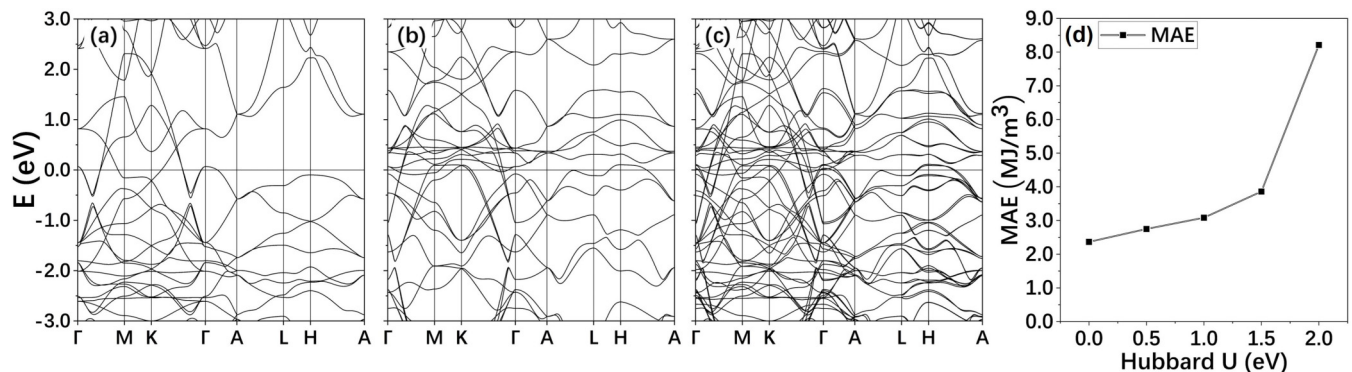 (a)
(b)
(c)
(d)
MAE
E (eV)
3.0
2.0
1.0
0.0
-1.0
-2.0
-3.0
Γ M K Γ A L H A
Γ M K Γ A L H A
Γ M K Γ A L H A
MAE (MJ/m³)
9.0
8.0
7.0
6.0
5.0
4.0
3.0
2.0
1.0
0.0
0.0 0.5 1.0 1.5 2.0
Hubbard U (eV)